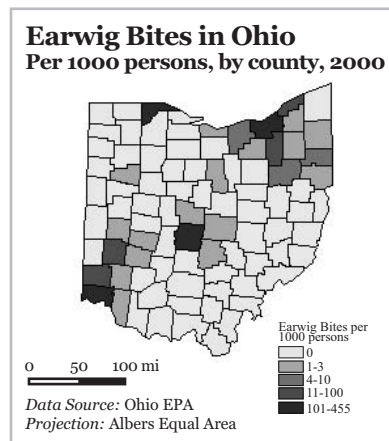 Earwig Bites in Ohio
Per 1000 persons, by county, 2000
Earwig Bites per
1000 persons
0
1-3
4-10
11-100
101-455
0 50 100 mi
Data Source: Ohio EPA
Projection: Albers Equal Area